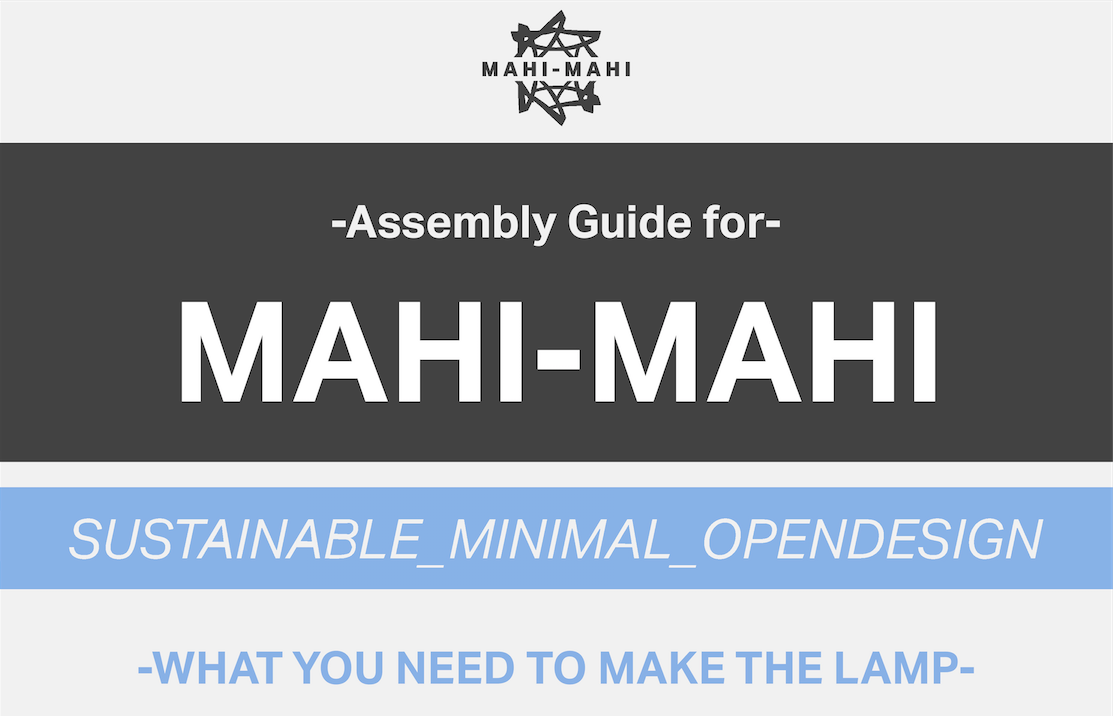 MAHI-MAHI
-Assembly Guide for-
MAHI-MAHI
SUSTAINABLE_MINIMAL_OPENDESIGN
-WHAT YOU NEED TO MAKE THE LAMP-